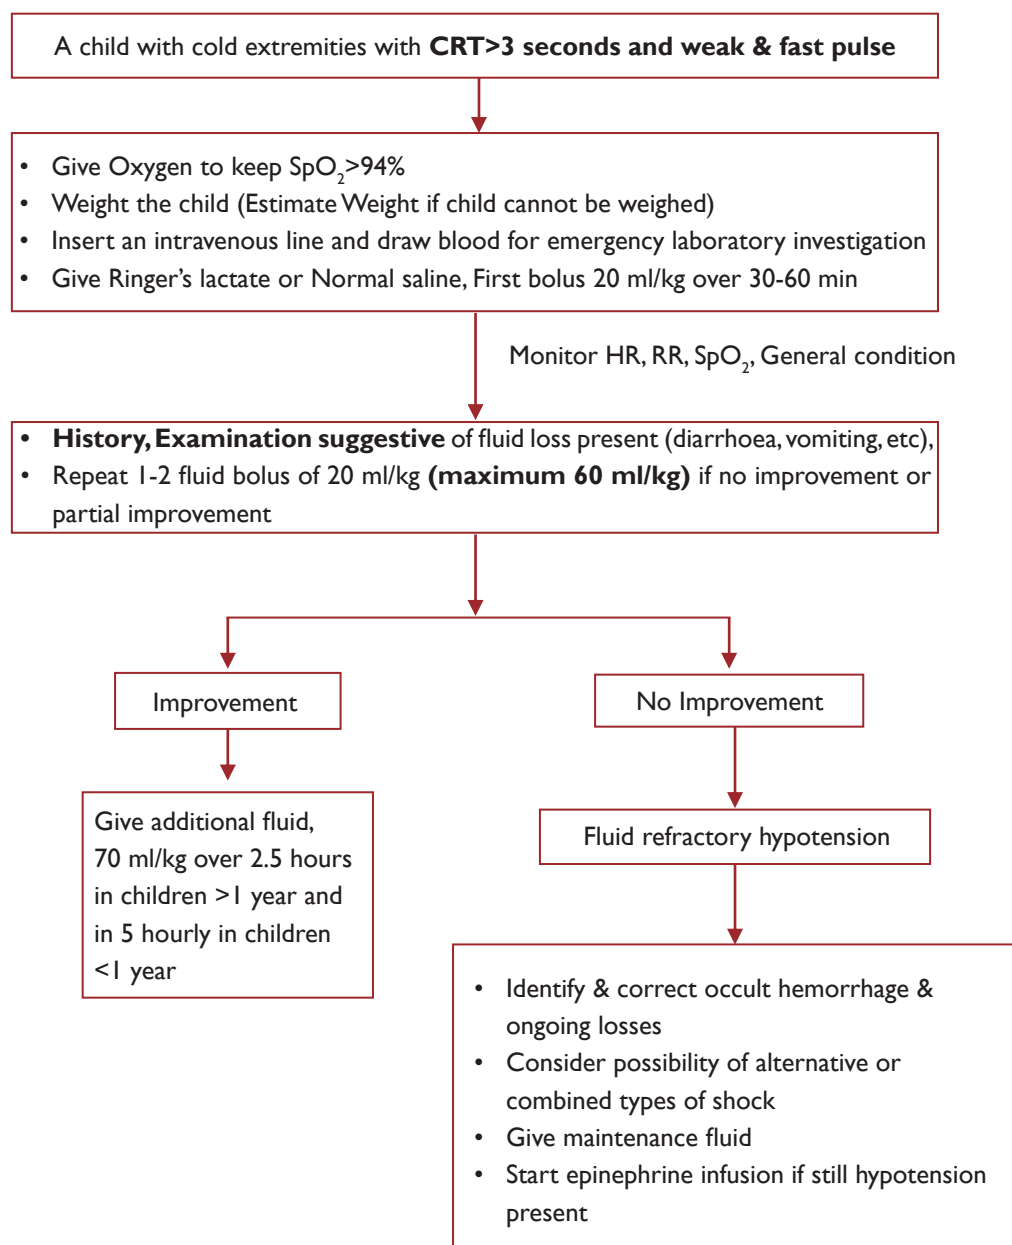 A child with cold extremities with CRT>3 seconds and weak & fast pulse
• Give Oxygen to keep SpO₂>94%
• Weight the child (Estimate Weight if child cannot be weighed)
• Insert an intravenous line and draw blood for emergency laboratory investigation
• Give Ringer's lactate or Normal saline, First bolus 20 ml/kg over 30-60 min
Monitor HR, RR, SpO₂, General condition
• History, Examination suggestive of fluid loss present (diarrhoea, vomiting, etc),
• Repeat 1-2 fluid bolus of 20 ml/kg (maximum 60 ml/kg) if no improvement or
partial improvement
Improvement
Give additional fluid,
70 ml/kg over 2.5 hours
in children >1 year and
in 5 hourly in children
<1 year
No Improvement
Fluid refractory hypotension
• Identify & correct occult hemorrhage &
ongoing losses
• Consider possibility of alternative or
combined types of shock
• Give maintenance fluid
• Start epinephrine infusion if still hypotension
present